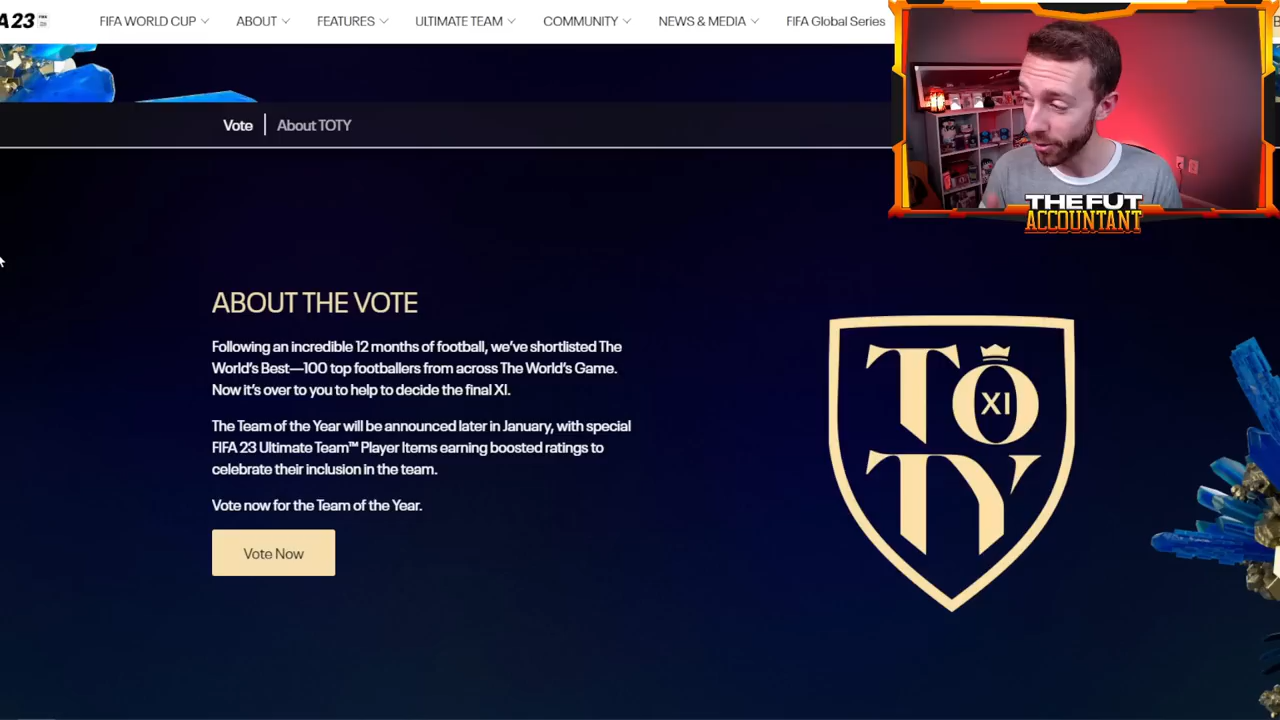 A 23
FIFA WORLD CUP
ABOUT
FEATURES
ULTIMATE TEAM
COMMUNITY
NEWS & MEDIA
FIFA Global Series
Vote
About TOTY
THE FUT
ACCOUNTANT
ABOUT THE VOTE
Following an incredible 12 months of football, we've shortlisted The
World's Best—100 top footballers from across The World's Game.
Now it's over to you to help to decide the final XI.
The Team of the Year will be announced later in January, with special
FIFA 23 Ultimate Team™ Player Items earning boosted ratings to
celebrate their inclusion in the team.
Vote now for the Team of the Year.
Vote Now
TO
XI
TY